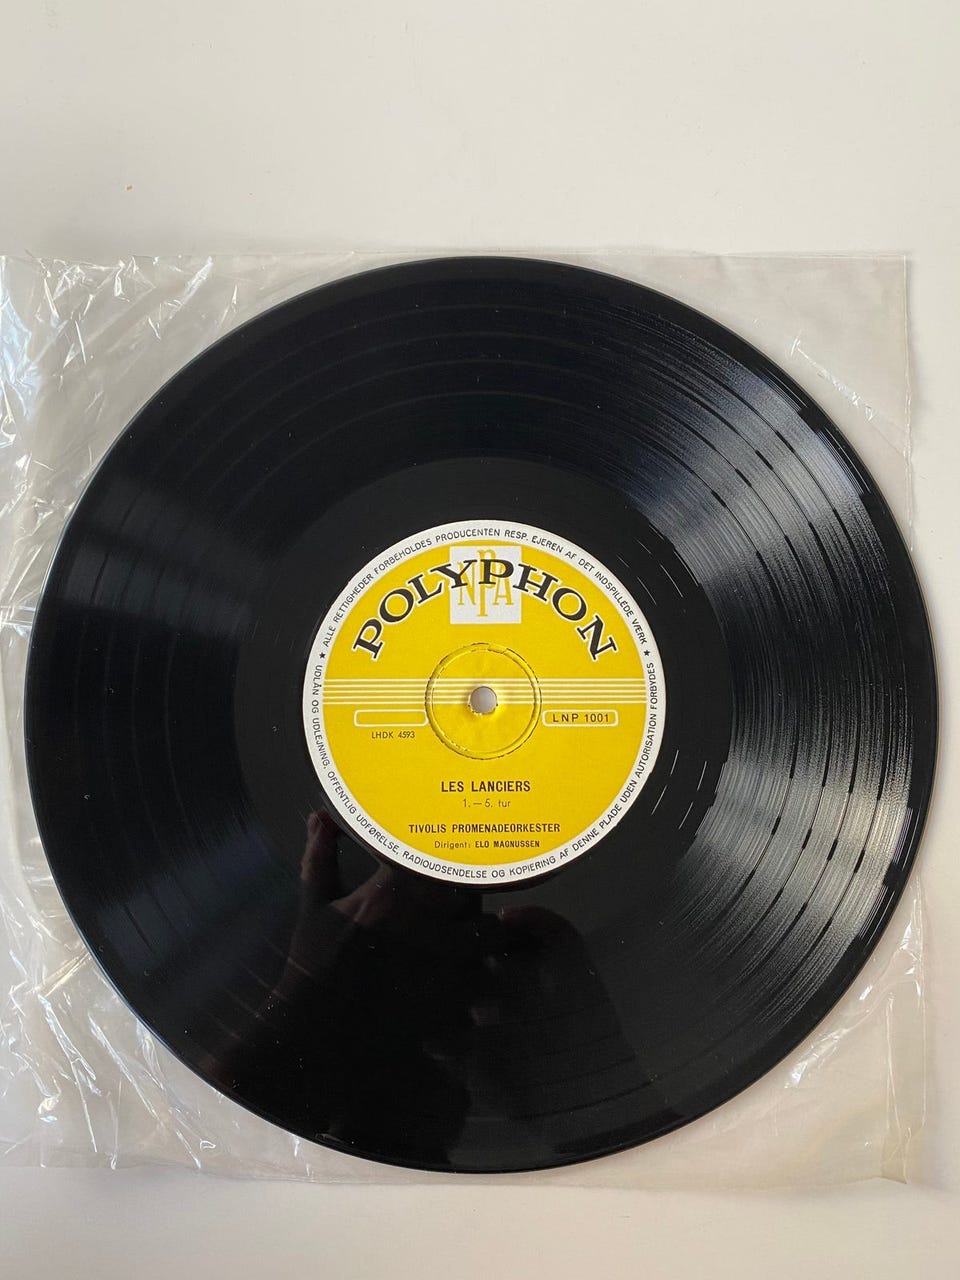 ★ ALLE RETTIGHEDER FORBEHOLDES PRODUCENTEN RESP. EJEREN AF DET INDSPILLEDE VÆRK ★
UDLÅN OG UDLEJNING, OFFENTLIG UDFØRELSE, RADIOUDSENDELSE OG KOPIERING AF DENNE PLADE UDEN AUTORISATION FORBYDES
NPA
POLYPHON
LNP 1001
LHDK 4593
LES LANCIERS
1.—5. tur
TIVOLIS PROMENADEORKESTER
Dirigent: ELO MAGNUSSEN